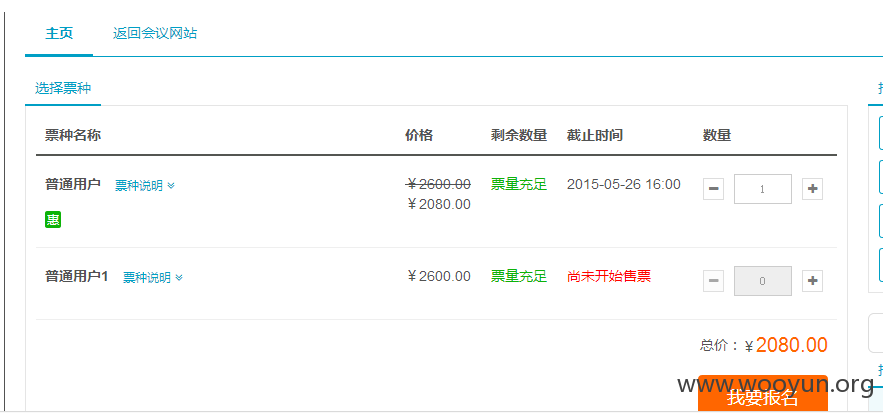 主页 返回会议网站
选择票种
票种名称 价格 剩余数量 截止时间 数量
普通用户 票种说明 ￥2600.00 票量充足 2015-05-26 16:00 1
￥2080.00
惠
普通用户1 票种说明 ￥2600.00 票量充足 尚未开始售票 0
总价：￥2080.00
www.wooyun.org
我要报名